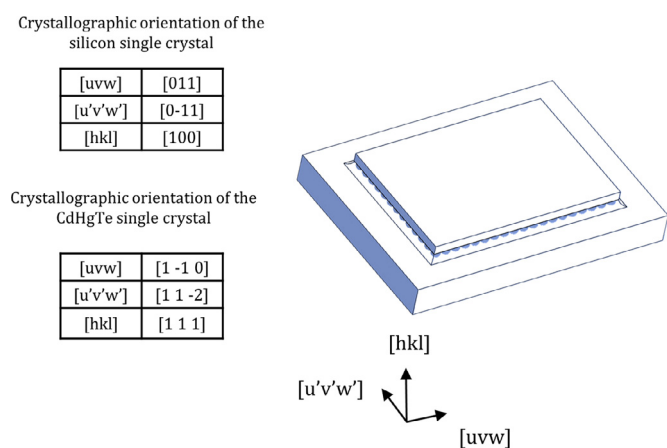 Crystallographic orientation of the
silicon single crystal
[uvw] [011]
[u'v'w'] [0-11]
[hkl] [100]
Crystallographic orientation of the
CdHgTe single crystal
[uvw] [1 -1 0]
[u'v'w'] [1 1 -2]
[hkl] [1 1 1]
[hkl]
[u'v'w']
[uvw]